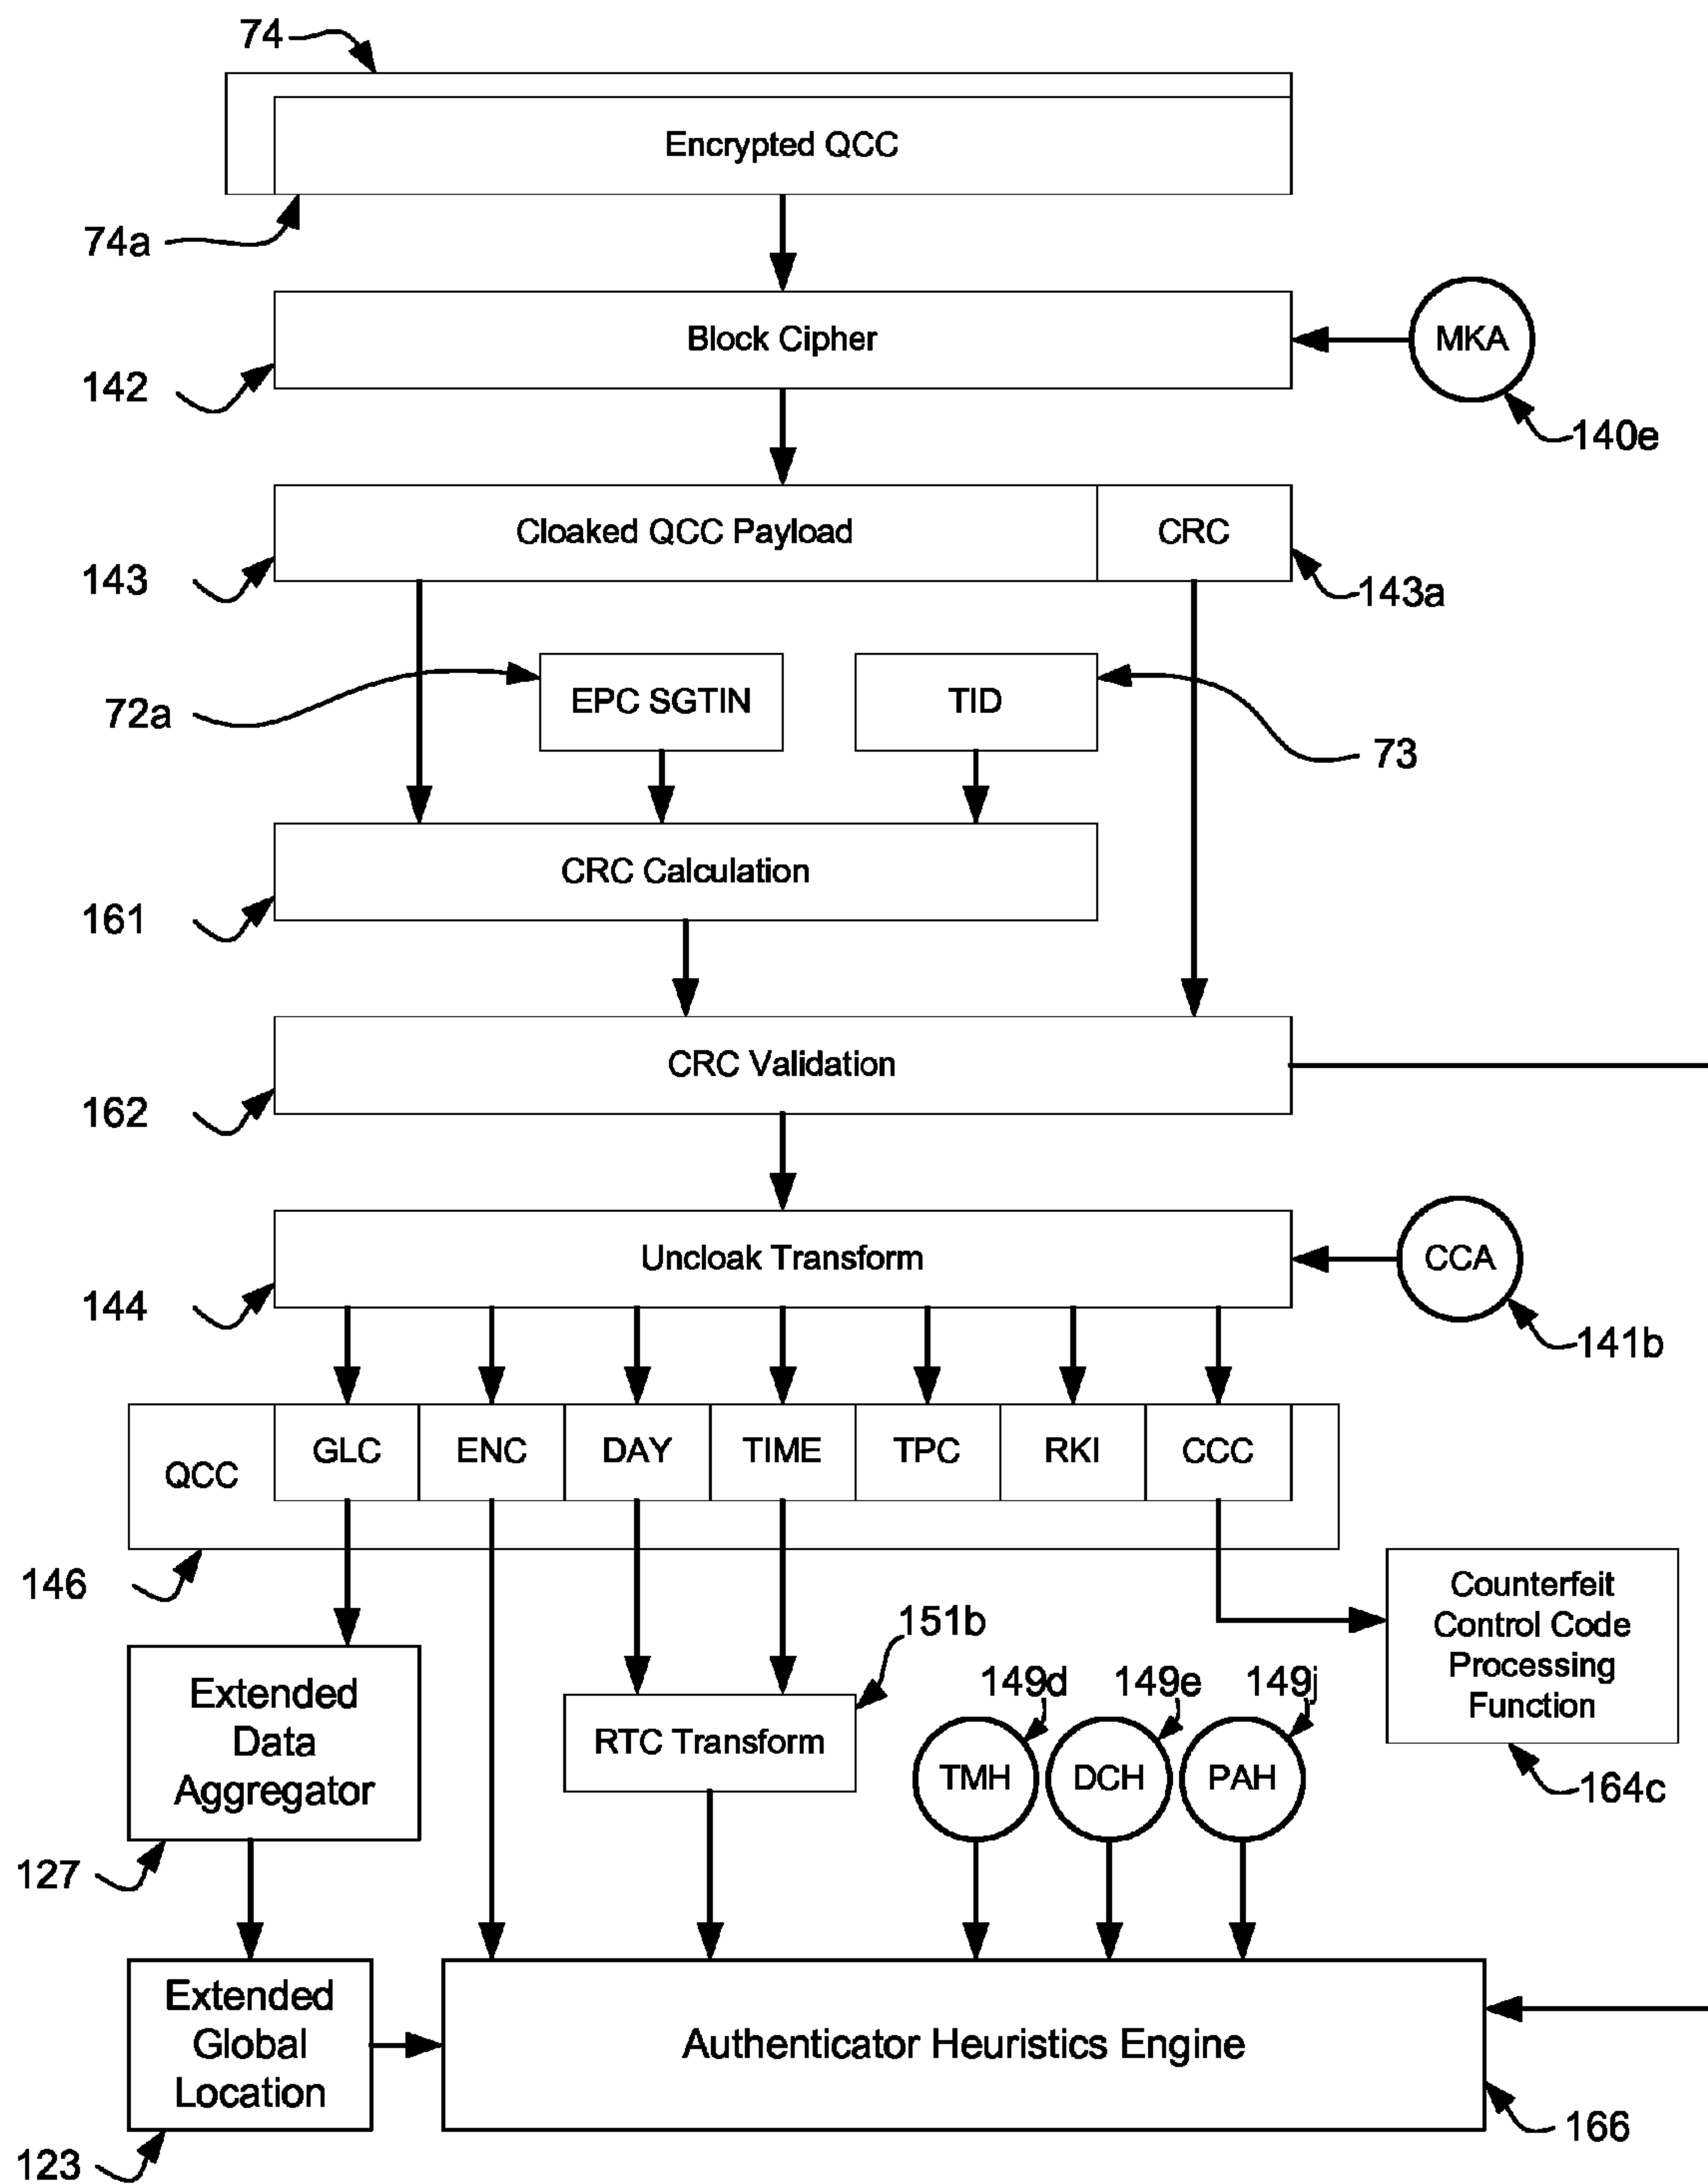 74
Encrypted QCC
74a
Block Cipher
MKA
142
140e
Cloaked QCC Payload
CRC
143
143a
EPC SGTIN
TID
72a
73
CRC Calculation
161
CRC Validation
162
Uncloak Transform
CCA
144
141b
QCC
GLC
ENC
DAY
TIME
TPC
RKI
CCC
146
Counterfeit
Control Code
Processing
Function
151b
Extended
Data
Aggregator
RTC Transform
149d
149e
149j
TMH
DCH
PAH
164c
127
Extended
Global
Location
Authenticator Heuristics Engine
123
166